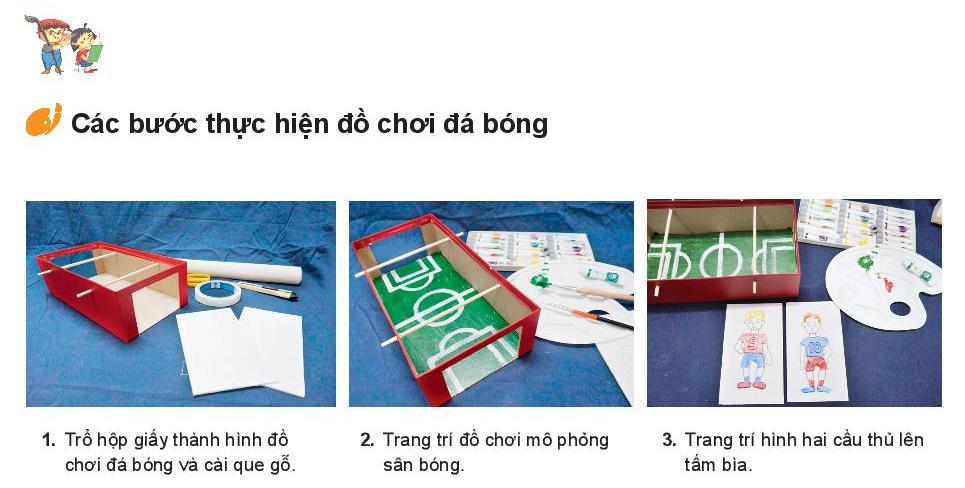 Các bước thực hiện đồ chơi đá bóng
1. Trổ hộp giấy thành hình đồ
chơi đá bóng và cài que gỗ.
2. Trang trí đồ chơi mô phỏng
sân bóng.
3. Trang trí hình hai cầu thủ lên
tấm bìa.